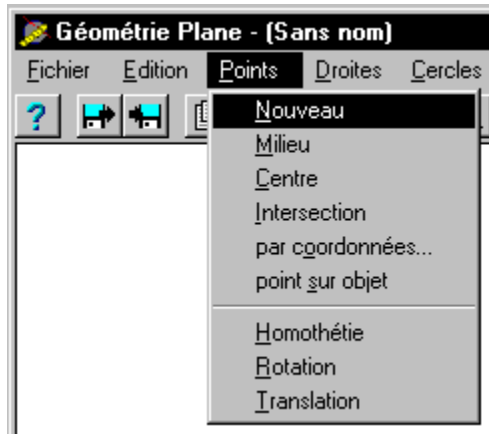 Géométrie Plane - (Sans nom)
Fichier Edition Points Droites Cercles
?
Nouveau
Milieu
Centre
Intersection
par coordonnées...
point sur objet
Homothétie
Rotation
Translation